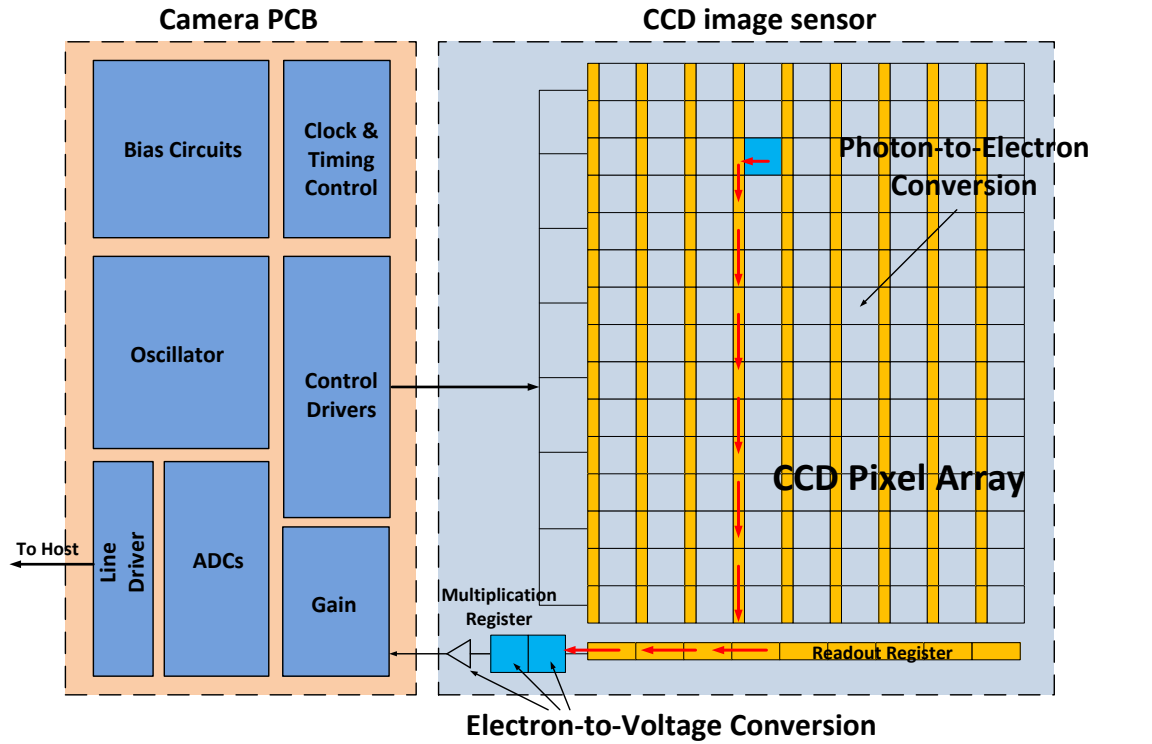 Camera PCB
CCD image sensor
Bias Circuits
Clock &
Timing
Control
Photon-to-Electron
Conversion
Oscillator
Control
Drivers
CCD Pixel Array
To Host
Line
Driver
ADCs
Gain
Multiplication
Register
Readout Register
Electron-to-Voltage Conversion